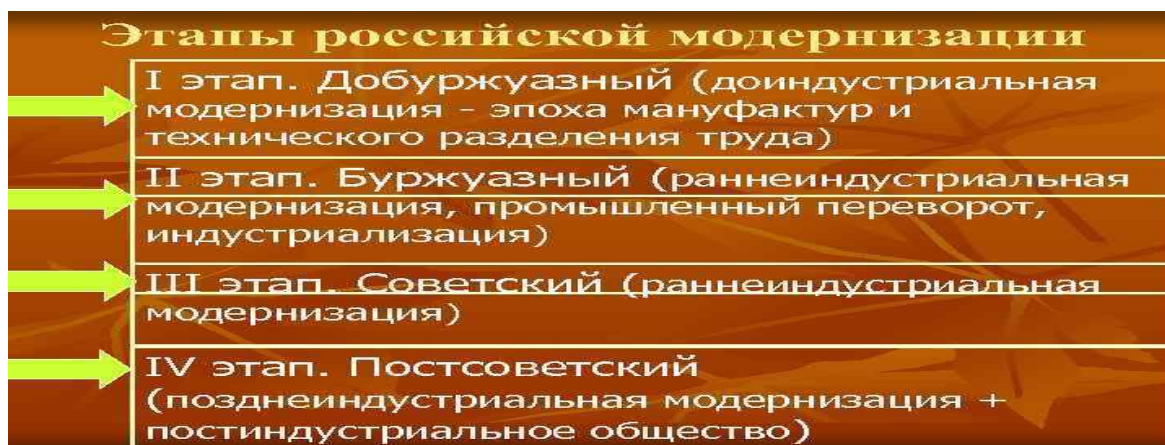 Этапы российской модернизации
I этап. Добуржуазный (доиндустриальная
модернизация - эпоха мануфактур и
технического разделения труда)
II этап. Буржуазный (раннеиндустриальная
модернизация, промышленный переворот,
индустриализация)
III этап. Советский (раннеиндустриальная
модернизация)
IV этап. Постсоветский
(позднеиндустриальная модернизация +
постиндустриальное общество)